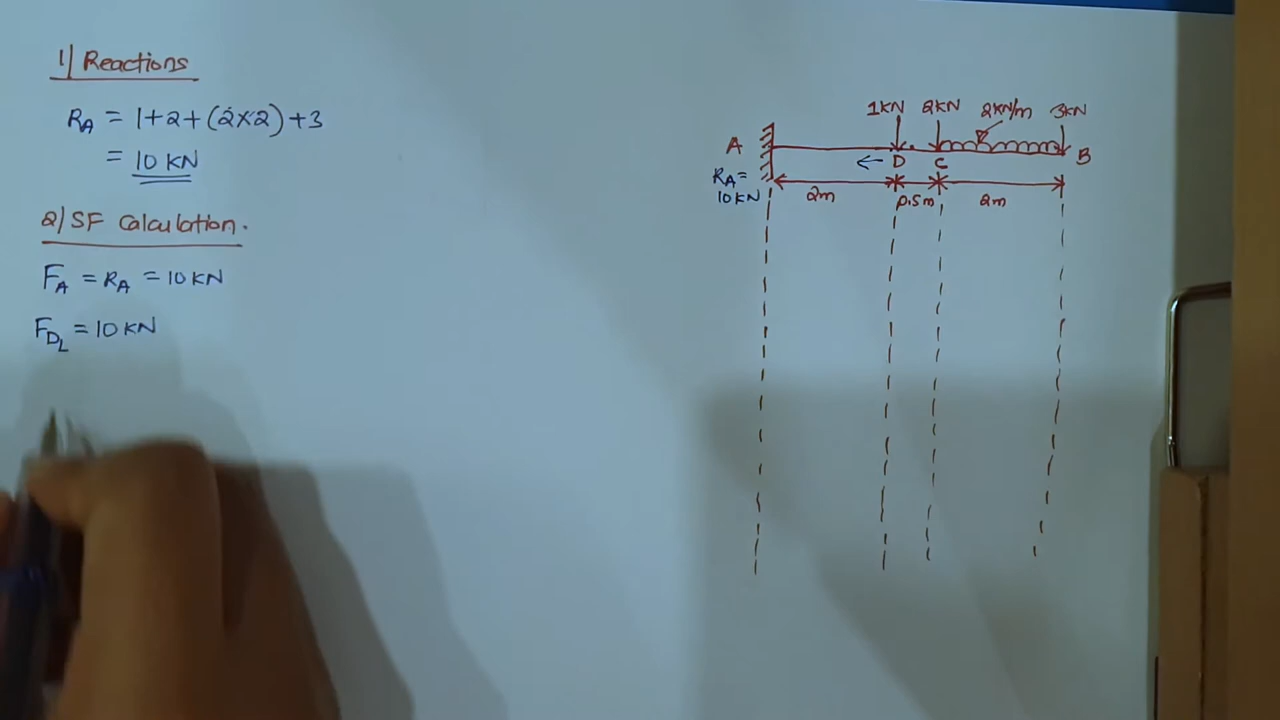 1) Reactions
RA = 1+2+(2×2)+3
= 10 KN
2) SF Calculation.
FA = RA = 10 KN
FDL = 10 KN
1KN 2KN 2KN/m 3KN
A
D C B
RA =
10 KN
2m 0.5m 2m